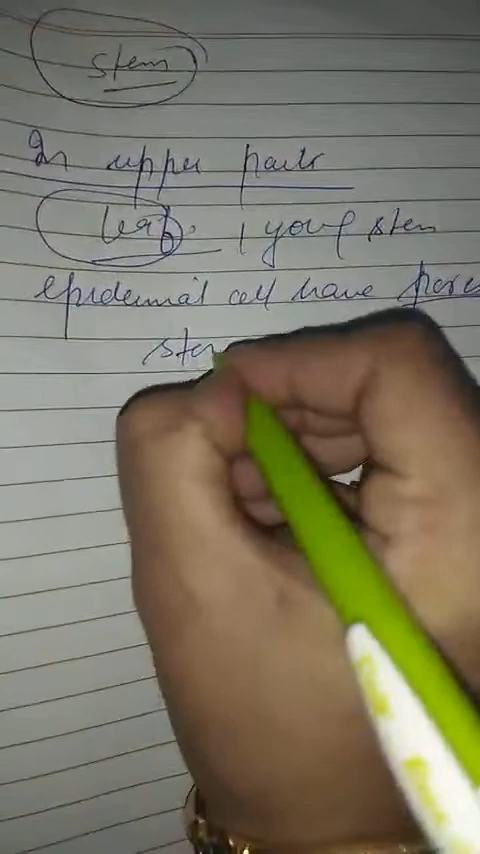 stem
In upper parts
leaf. | young stem
epidermal cell have pores